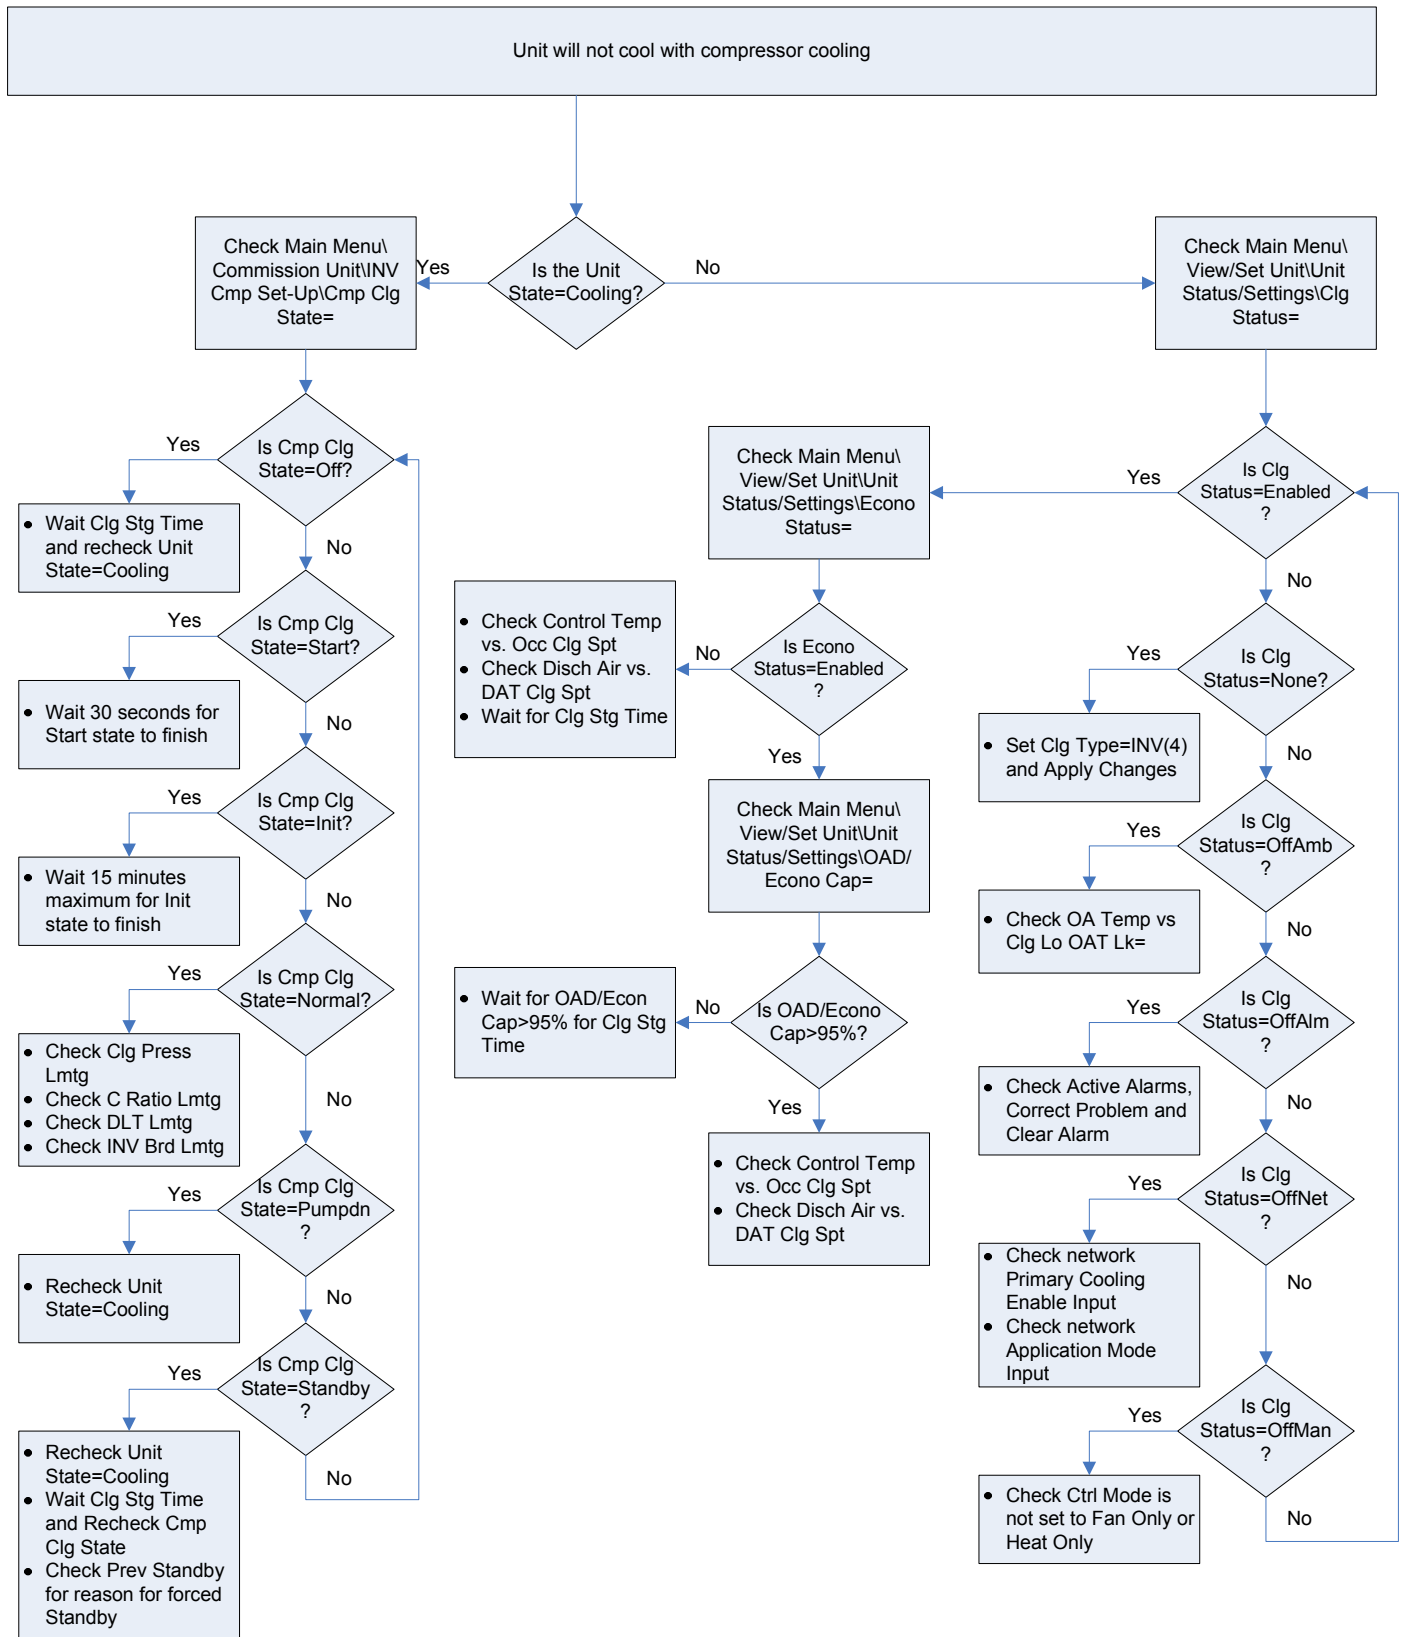 Unit will not cool with compressor cooling
Check Main Menu\
Commission Unit\INV
Cmp Set-Up\Cmp Clg
State=
Yes
Is the Unit
State=Cooling?
No
Check Main Menu\
View/Set Unit\Unit
Status/Settings\Clg
Status=
Is Cmp Clg
State=Off?
Yes
No
• Wait Clg Stg Time
and recheck Unit
State=Cooling
Is Cmp Clg
State=Start?
Yes
No
• Wait 30 seconds for
Start state to finish
Is Cmp Clg
State=Init?
Yes
No
• Wait 15 minutes
maximum for Init
state to finish
Is Cmp Clg
State=Normal?
Yes
No
• Check Clg Press
Lmtg
• Check C Ratio Lmtg
• Check DLT Lmtg
• Check INV Brd Lmtg
Is Cmp Clg
State=Pumpdn
?
Yes
No
• Recheck Unit
State=Cooling
Is Cmp Clg
State=Standby
?
Yes
No
• Recheck Unit
State=Cooling
• Wait Clg Stg Time
and Recheck Cmp
Clg State
• Check Prev Standby
for reason for forced
Standby
Check Main Menu\
View/Set Unit\Unit
Status/Settings\Econo
Status=
Is Econo
Status=Enabled
?
No
Yes
• Check Control Temp
vs. Occ Clg Spt
• Check Disch Air vs.
DAT Clg Spt
• Wait for Clg Stg Time
Check Main Menu\
View/Set Unit\Unit
Status/Settings\OAD/
Econo Cap=
Is OAD/Econo
Cap>95%?
No
Yes
• Wait for OAD/Econ
Cap>95% for Clg Stg
Time
• Check Control Temp
vs. Occ Clg Spt
• Check Disch Air vs.
DAT Clg Spt
Is Clg
Status=Enabled
?
Yes
No
Is Clg
Status=None?
Yes
No
• Set Clg Type=INV(4)
and Apply Changes
Is Clg
Status=OffAmb
?
Yes
No
• Check OA Temp vs
Clg Lo OAT Lk=
Is Clg
Status=OffAlm
?
Yes
No
• Check Active Alarms,
Correct Problem and
Clear Alarm
Is Clg
Status=OffNet
?
Yes
No
• Check network
Primary Cooling
Enable Input
• Check network
Application Mode
Input
Is Clg
Status=OffMan
?
Yes
No
• Check Ctrl Mode is
not set to Fan Only or
Heat Only